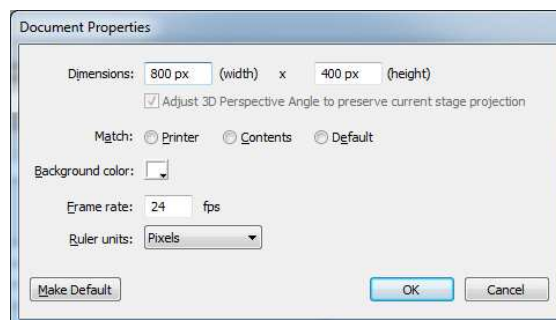 Document Properties
Dimensions: 800 px (width) x 400 px (height)
Adjust 3D Perspective Angle to preserve current stage projection
Match: Printer Contents Default
Background color:
Frame rate: 24 fps
Ruler units: Pixels
Make Default OK Cancel